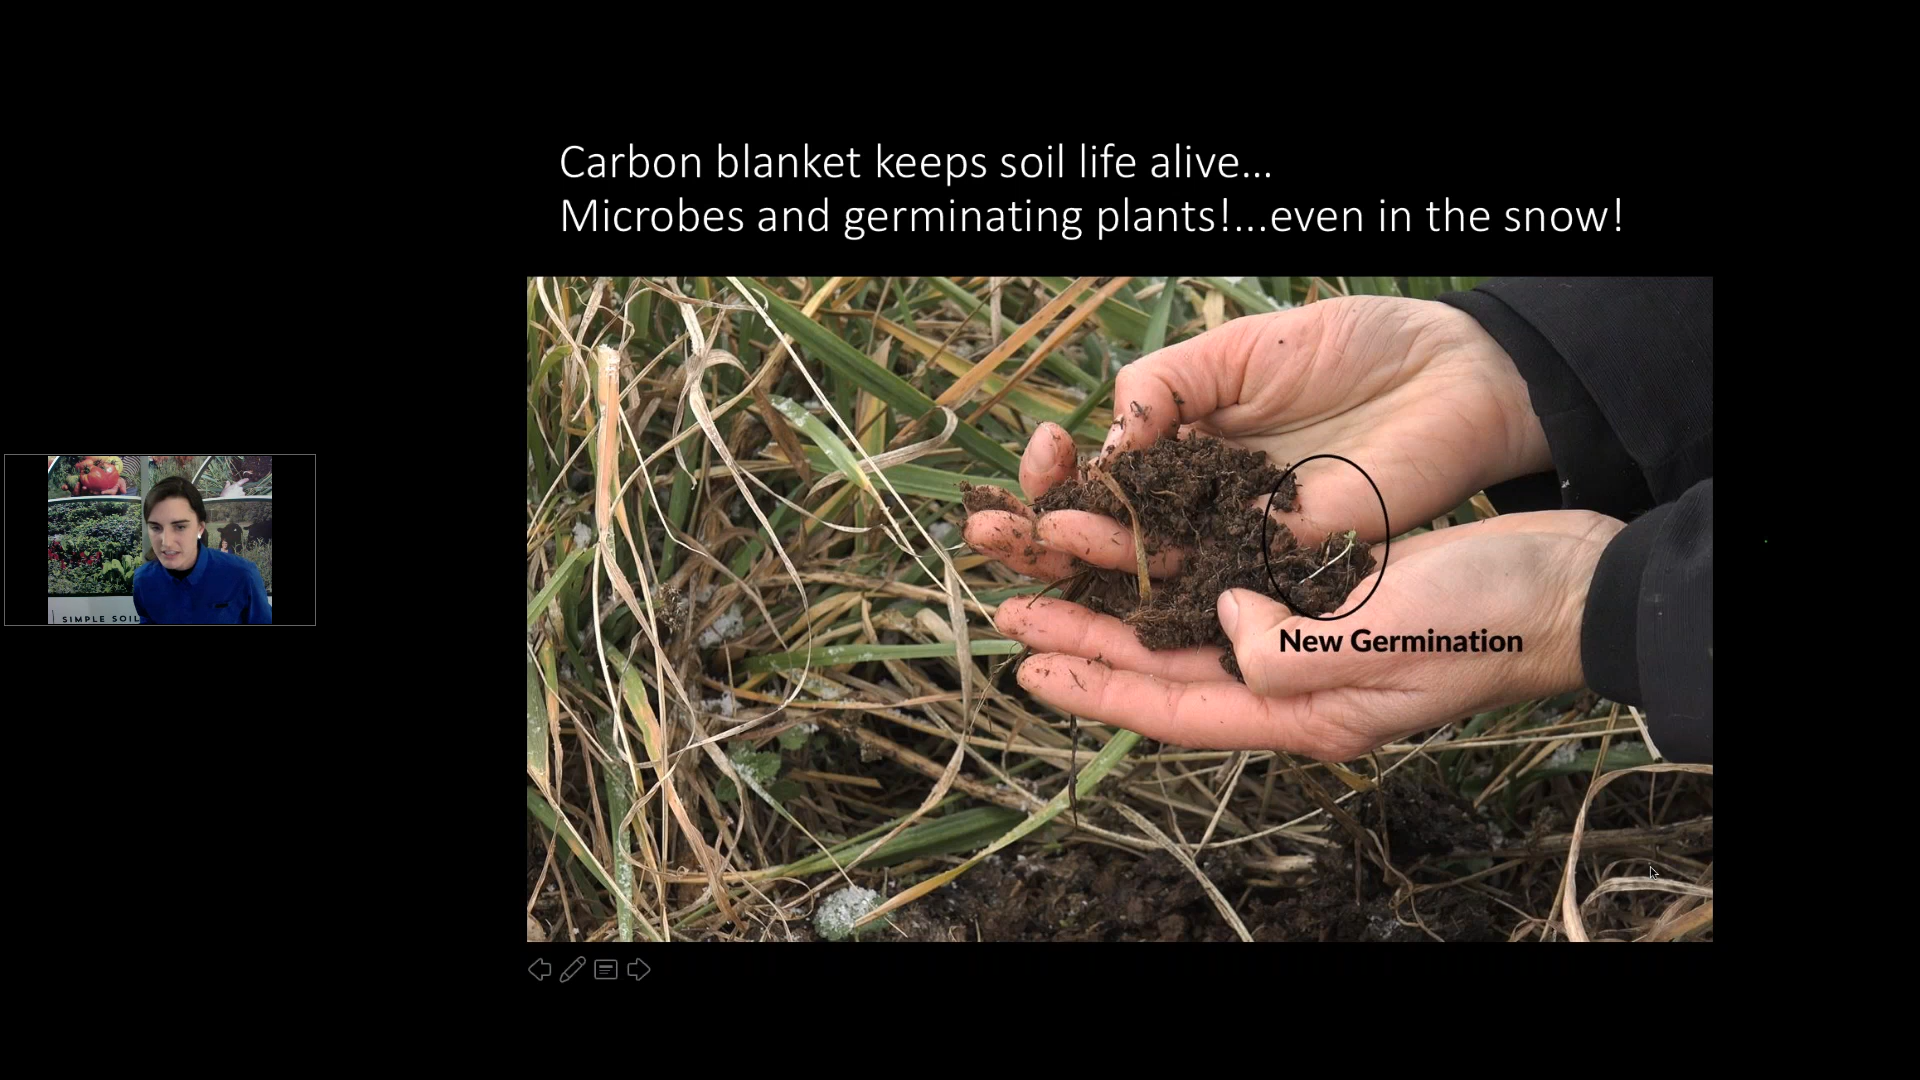 Carbon blanket keeps soil life alive...
Microbes and germinating plants!...even in the snow!
New Germination
SIMPLE SOIL